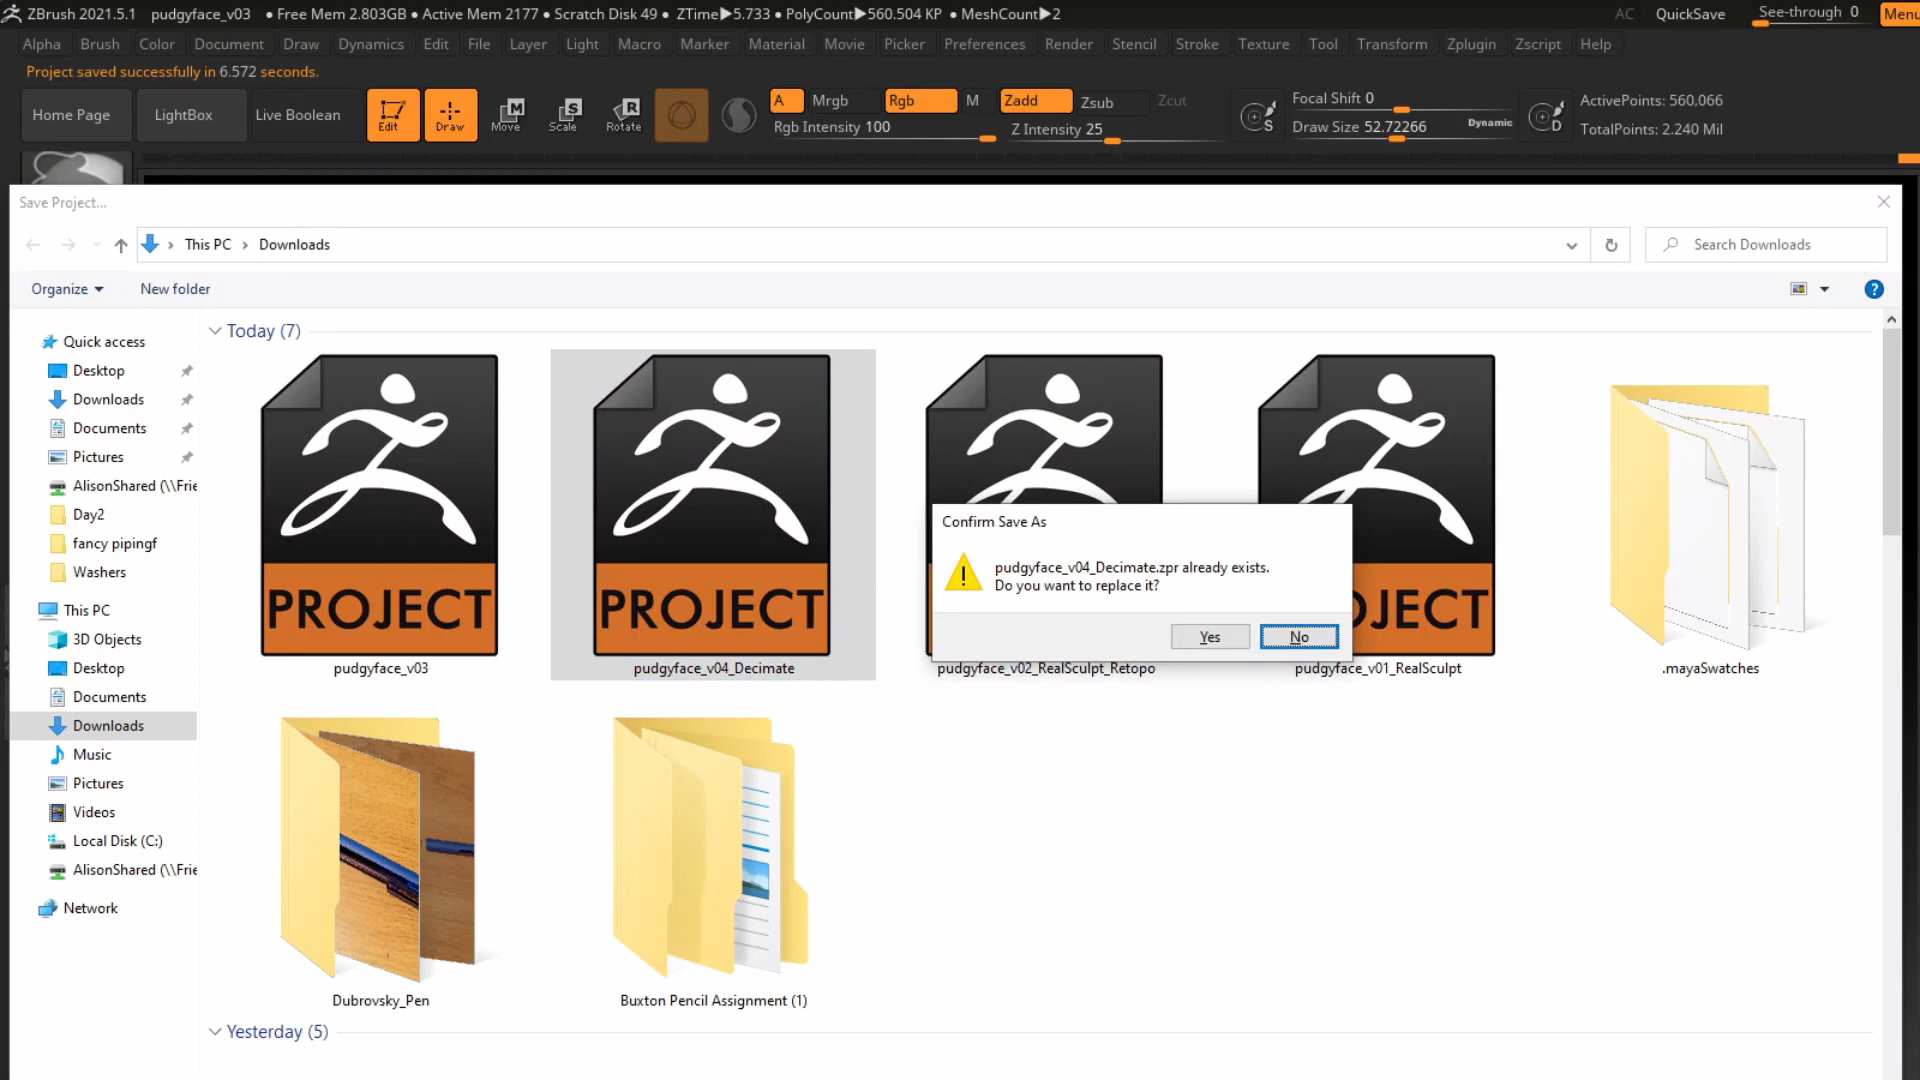 ZBrush 2021.5.1 pudgyface_v03 • Free Mem 2.803GB • Active Mem 2177 • Scratch Disk 49 • ZTime▶5.733 • PolyCount▶560.504 KP • MeshCount▶2 AC QuickSave See-through 0 Menu
Alpha Brush Color Document Draw Dynamics Edit File Layer Light Macro Marker Material Movie Picker Preferences Render Stencil Stroke Texture Tool Transform Zplugin Zscript Help
Project saved successfully in 6.572 seconds.
Home Page LightBox Live Boolean Edit Draw Move Scale Rotate
A Mrgb Rgb M Zadd Zsub Zcut
Rgb Intensity 100 Z Intensity 25
S Focal Shift 0
Draw Size 52.72266 Dynamic D
ActivePoints: 560,066
TotalPoints: 2.240 Mil
Save Project...
This PC › Downloads
Search Downloads
Organize New folder
Quick access
Desktop
Downloads
Documents
Pictures
AlisonShared (\\Frie
Day2
fancy pipingf
Washers
This PC
3D Objects
Desktop
Documents
Downloads
Music
Pictures
Videos
Local Disk (C:)
AlisonShared (\\Frie
Network
Today (7)
PROJECT
pudgyface_v03
PROJECT
pudgyface_v04_Decimate
pudgyface_v02_RealSculpt_Retopo
OJECT
pudgyface_v01_RealSculpt
.mayaSwatches
Dubrovsky_Pen
Buxton Pencil Assignment (1)
Yesterday (5)
Confirm Save As
pudgyface_v04_Decimate.zpr already exists.
Do you want to replace it?
Yes No